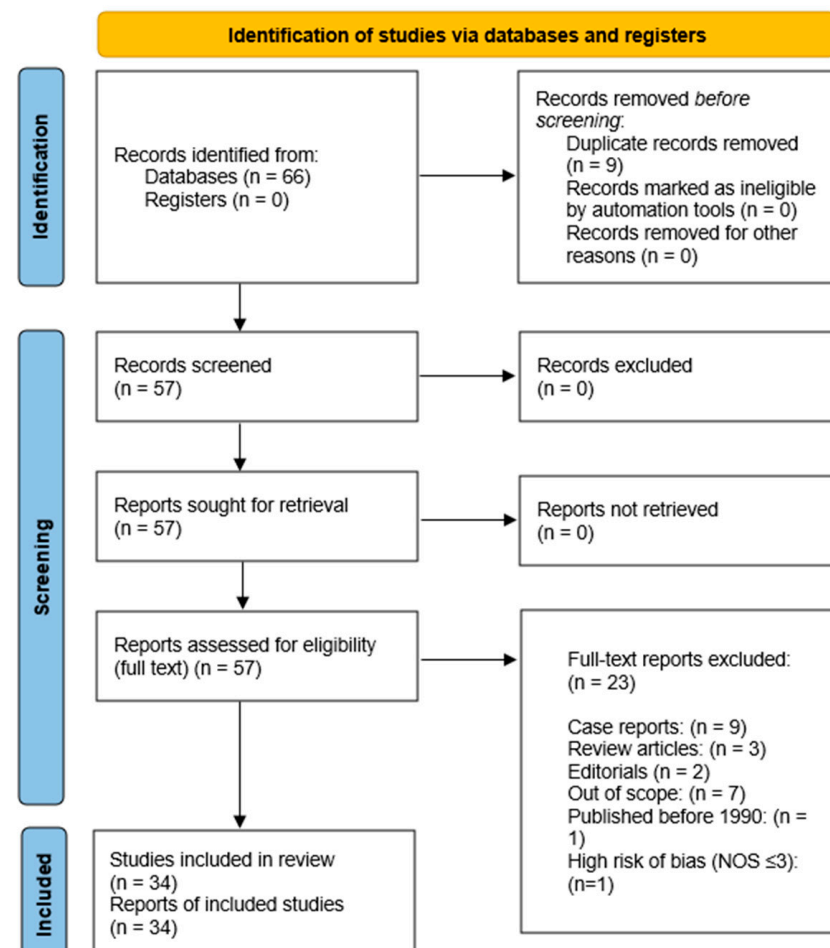 Identification of studies via databases and registers
Identification
Records identified from:
Databases (n = 66)
Registers (n = 0)
Records removed before
screening:
Duplicate records removed
(n = 9)
Records marked as ineligible
by automation tools (n = 0)
Records removed for other
reasons (n = 0)
Screening
Records screened
(n = 57)
Records excluded
(n = 0)
Reports sought for retrieval
(n = 57)
Reports not retrieved
(n = 0)
Reports assessed for eligibility
(full text) (n = 57)
Full-text reports excluded:
(n = 23)
Case reports: (n = 9)
Review articles: (n = 3)
Editorials (n = 2)
Out of scope: (n = 7)
Published before 1990: (n =
1)
High risk of bias (NOS ≤3):
(n=1)
Included
Studies included in review
(n = 34)
Reports of included studies
(n = 34)